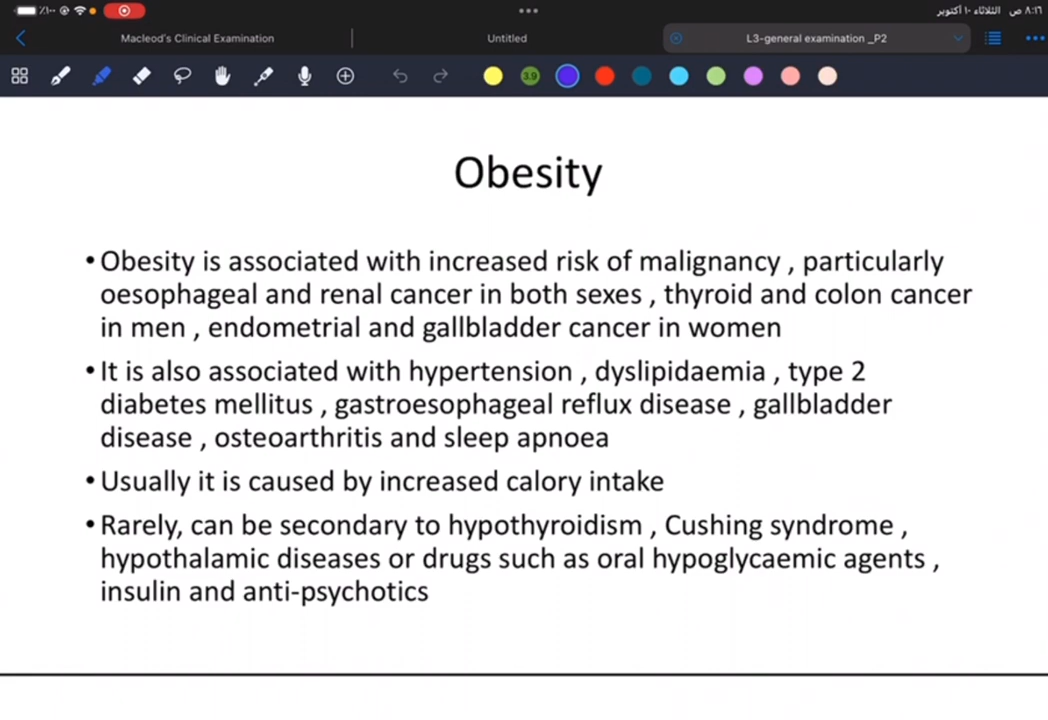 ٪١٠٠
٨:١٦ ص الثلاثاء ١٠ أكتوبر
Macleod's Clinical Examination
Untitled
L3-general examination _P2
3.9
Obesity
•Obesity is associated with increased risk of malignancy , particularly
oesophageal and renal cancer in both sexes , thyroid and colon cancer
in men , endometrial and gallbladder cancer in women
•It is also associated with hypertension , dyslipidaemia , type 2
diabetes mellitus , gastroesophageal reflux disease , gallbladder
disease , osteoarthritis and sleep apnoea
•Usually it is caused by increased calory intake
•Rarely, can be secondary to hypothyroidism , Cushing syndrome ,
hypothalamic diseases or drugs such as oral hypoglycaemic agents ,
insulin and anti-psychotics